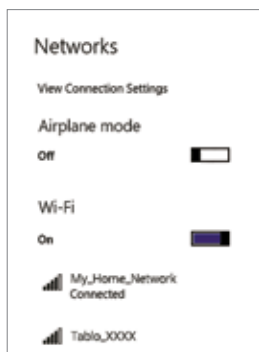 Networks
View Connection Settings
Airplane mode
Off
Wi-Fi
On
My_Home_Network
Connected
Tablo_XXXX